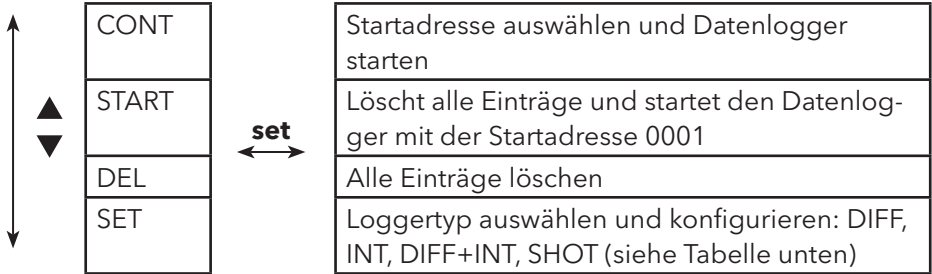 CONT
Startadresse auswählen und Datenlogger
starten
START
Löscht alle Einträge und startet den Datenlog-
ger mit der Startadresse 0001
set
DEL
Alle Einträge löschen
SET
Loggertyp auswählen und konfigurieren: DIFF,
INT, DIFF+INT, SHOT (siehe Tabelle unten)